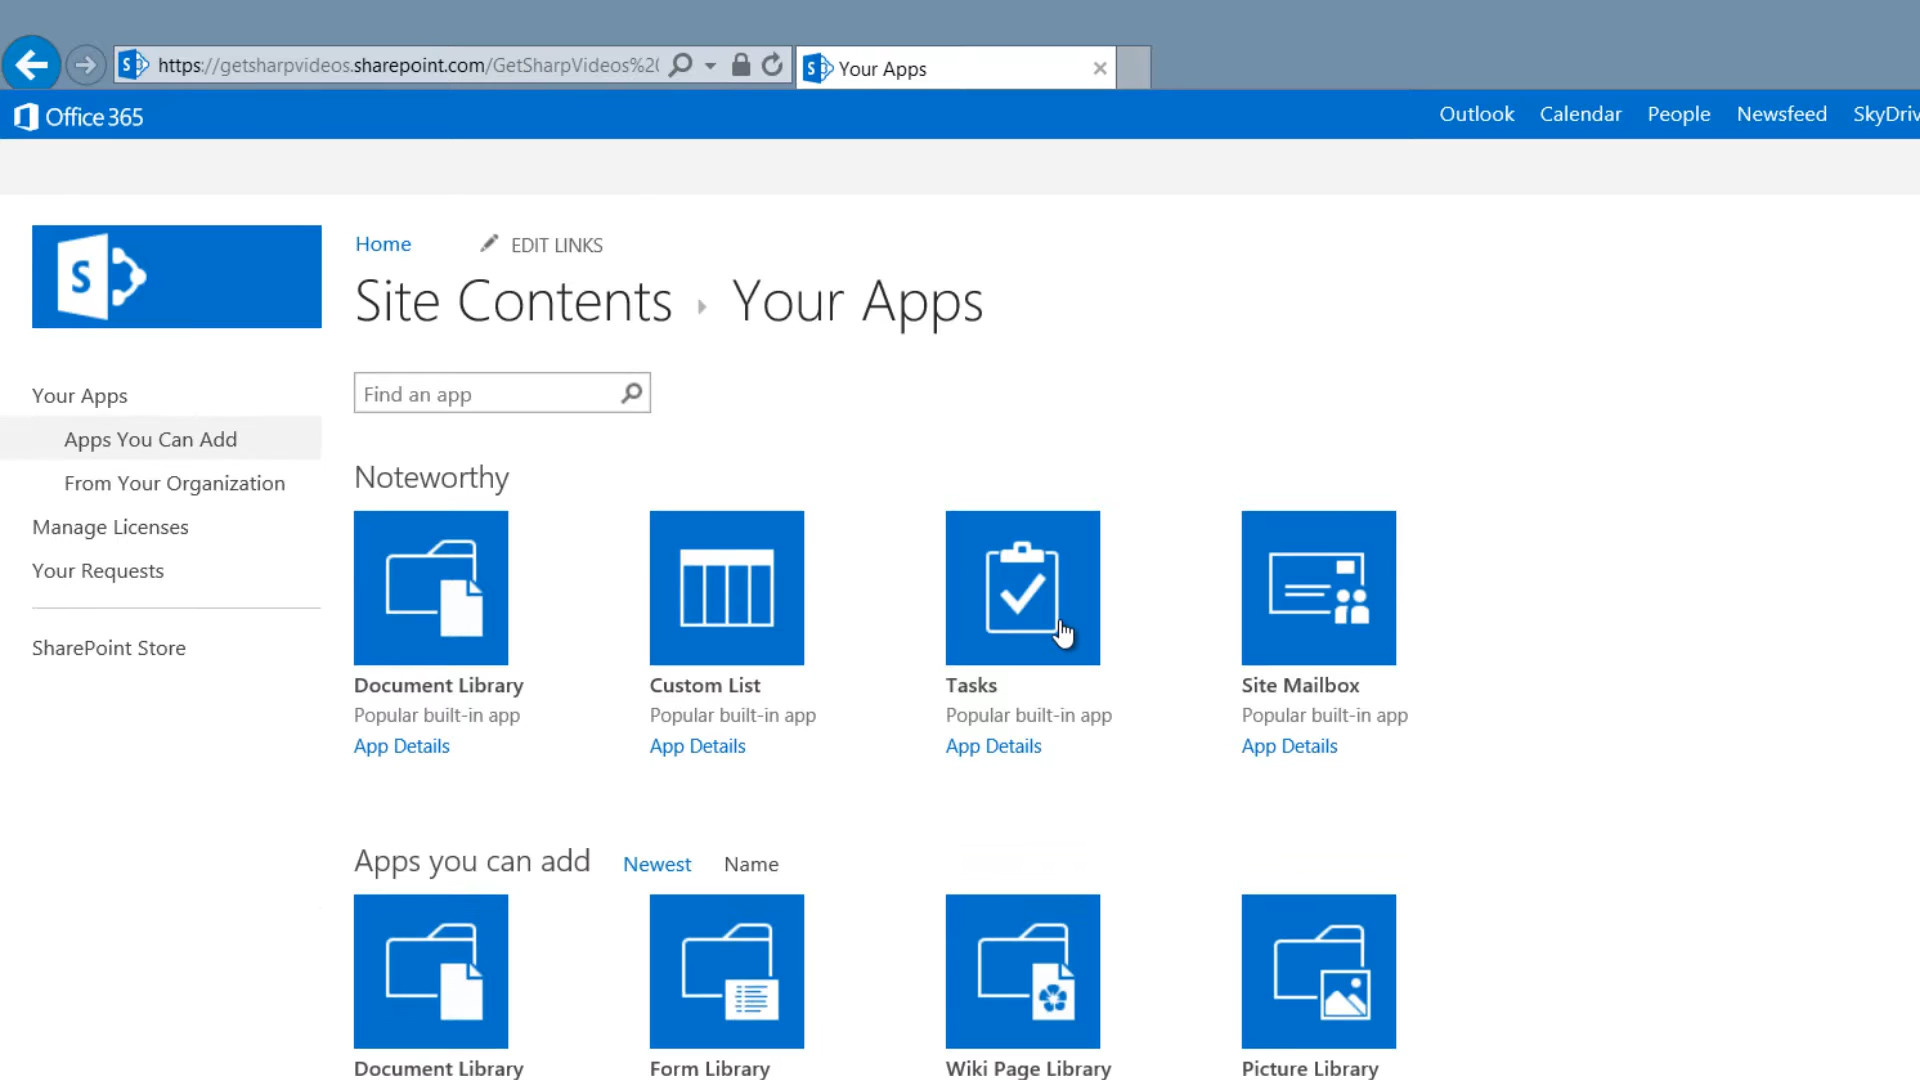 https://getsharpvideos.sharepoint.com/GetSharpVideos%20
Your Apps
Office 365
Outlook
Calendar
People
Newsfeed
SkyDriv
S
Home
EDIT LINKS
Site Contents
Your Apps
Find an app
Your Apps
Apps You Can Add
From Your Organization
Manage Licenses
Your Requests
SharePoint Store
Noteworthy
Document Library
Popular built-in app
App Details
Custom List
Popular built-in app
App Details
Tasks
Popular built-in app
App Details
Site Mailbox
Popular built-in app
App Details
Apps you can add
Newest
Name
Document Library
Form Library
Wiki Page Library
Picture Library